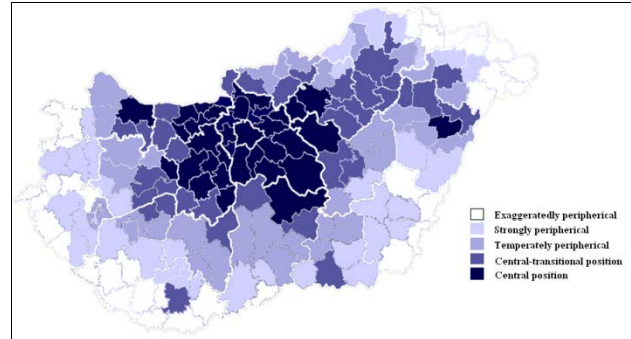 Exaggeratedly peripherical
Strongly peripherical
Temperately peripherical
Central-transitional position
Central position